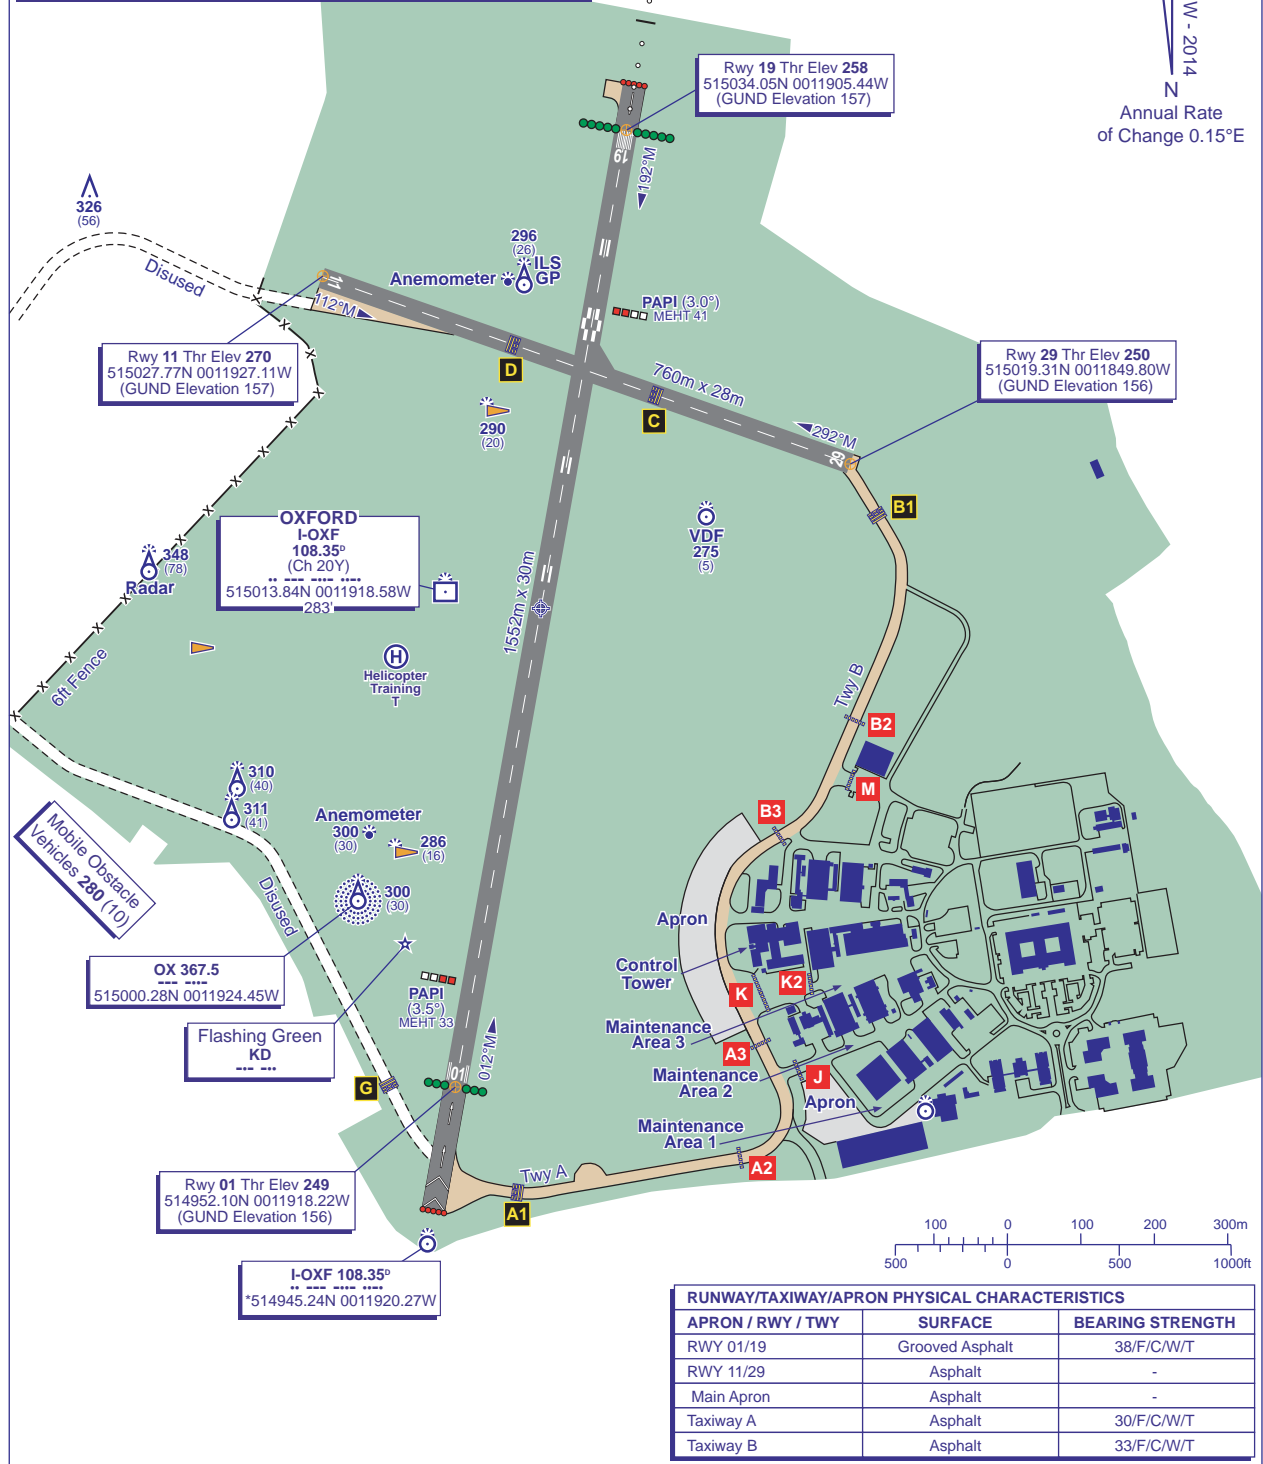 W - 2014
N
Annual Rate
of Change 0.15°E
Rwy 19 Thr Elev 258
515034.05N 0011905.44W
(GUND Elevation 157)
19
192°M
326
(56)
Disused
296
(26)
ILS
GP
Anemometer
11
112°M
PAPI (3.0°)
MEHT 41
Rwy 11 Thr Elev 270
515027.77N 0011927.11W
(GUND Elevation 157)
D
760m x 28m
C
Rwy 29 Thr Elev 250
515019.31N 0011849.80W
(GUND Elevation 156)
290
(20)
292°M
29
B1
OXFORD
I-OXF
108.35ᴰ
(Ch 20Y)
·· --- -··- ··-·
515013.84N 0011918.58W
283'
VDF
275
(5)
348
(78)
Radar
1552m x 30m
H
Helicopter
Training
T
6ft Fence
Twy B
B2
M
B3
310
(40)
311
(41)
Mobile Obstacle
Vehicles 280 (10)
Disused
Anemometer
300
(30)
286
(16)
300
(30)
Apron
Control
Tower
K
K2
OX 367.5
--- -··-
515000.28N 0011924.45W
PAPI
(3.5°)
MEHT 33
Flashing Green
KD
-·- -··
012°M
01
G
Maintenance
Area 3
A3
Maintenance
Area 2
J
Apron
Maintenance
Area 1
A2
Rwy 01 Thr Elev 249
514952.10N 0011918.22W
(GUND Elevation 156)
Twy A
A1
I-OXF 108.35ᴰ
·· --- -··- ··-·
*514945.24N 0011920.27W
100 0 100 200 300m
500 0 500 1000ft
RUNWAY/TAXIWAY/APRON PHYSICAL CHARACTERISTICS
APRON / RWY / TWY SURFACE BEARING STRENGTH
RWY 01/19 Grooved Asphalt 38/F/C/W/T
RWY 11/29 Asphalt -
Main Apron Asphalt -
Taxiway A Asphalt 30/F/C/W/T
Taxiway B Asphalt 33/F/C/W/T